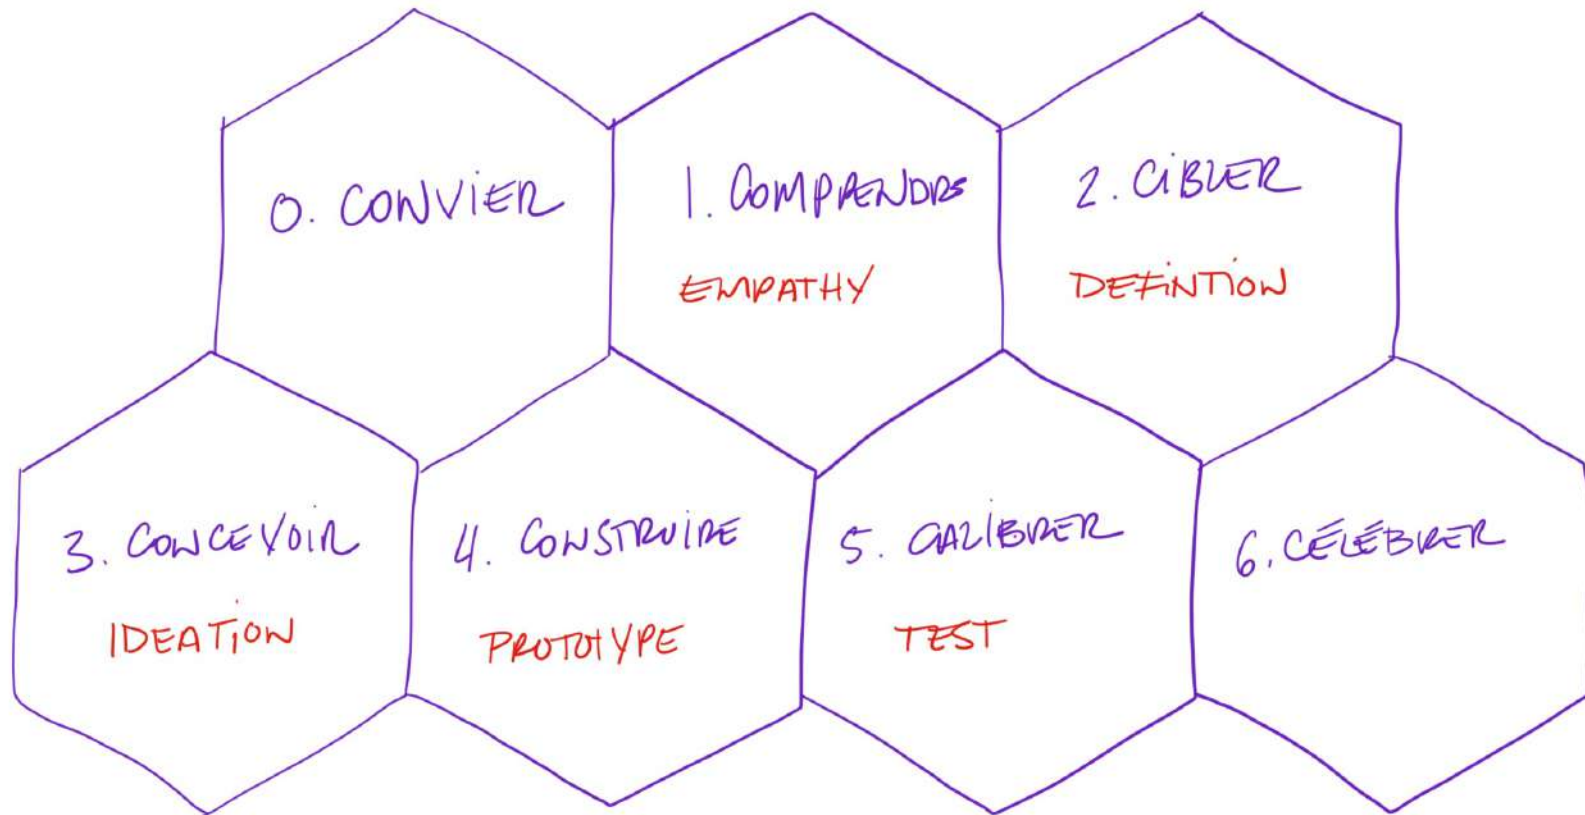 0. CONVIER
1. COMPRENDRE
EMPATHY
2. CiBLER
DEFiNTiON
3. CONCEVOiR
IDEATiON
4. CONSTRUiRE
PROTOTYPE
5. CALiBRER
TEST
6. CÉLÉBRER